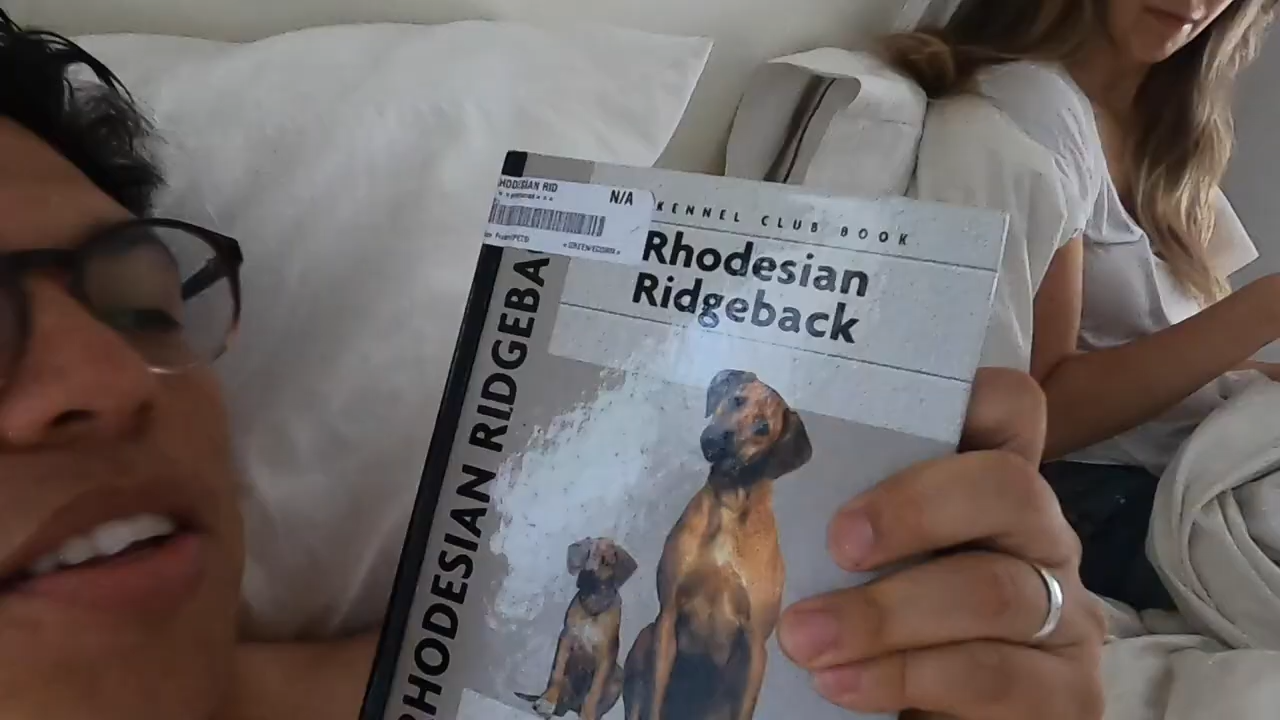 HODESIAN RID
N/A
KENNEL CLUB BOOK
Rhodesian
Ridgeback
RHODESIAN RIDGEBA